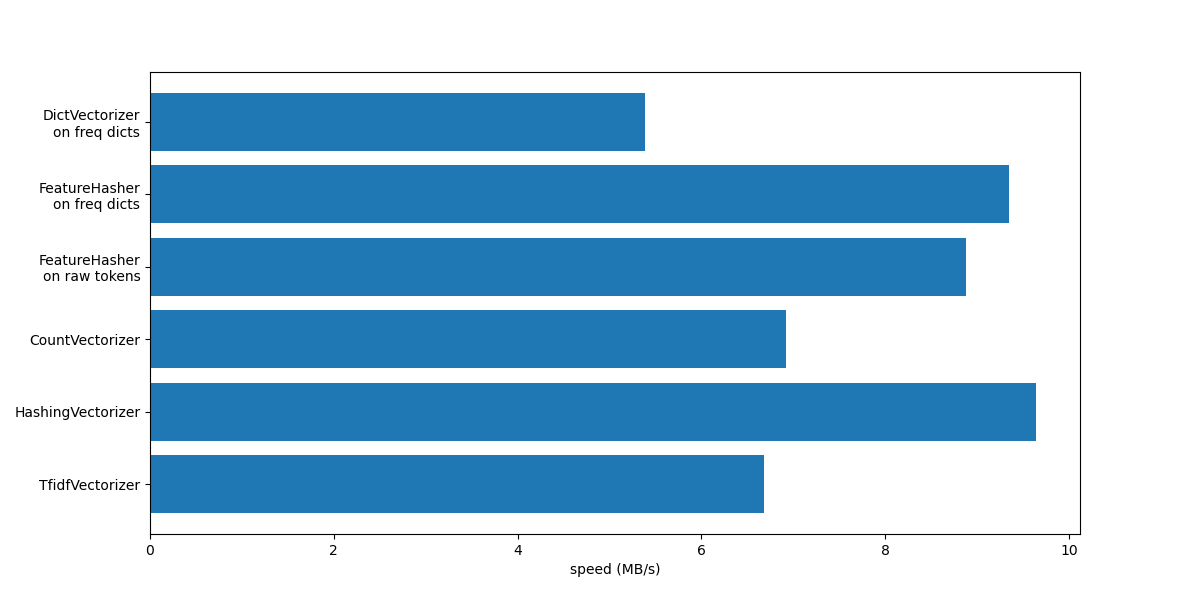 DictVectorizer
on freq dicts
FeatureHasher
on freq dicts
FeatureHasher
on raw tokens
CountVectorizer
HashingVectorizer
TfidfVectorizer
0 2 4 6 8 10
speed (MB/s)